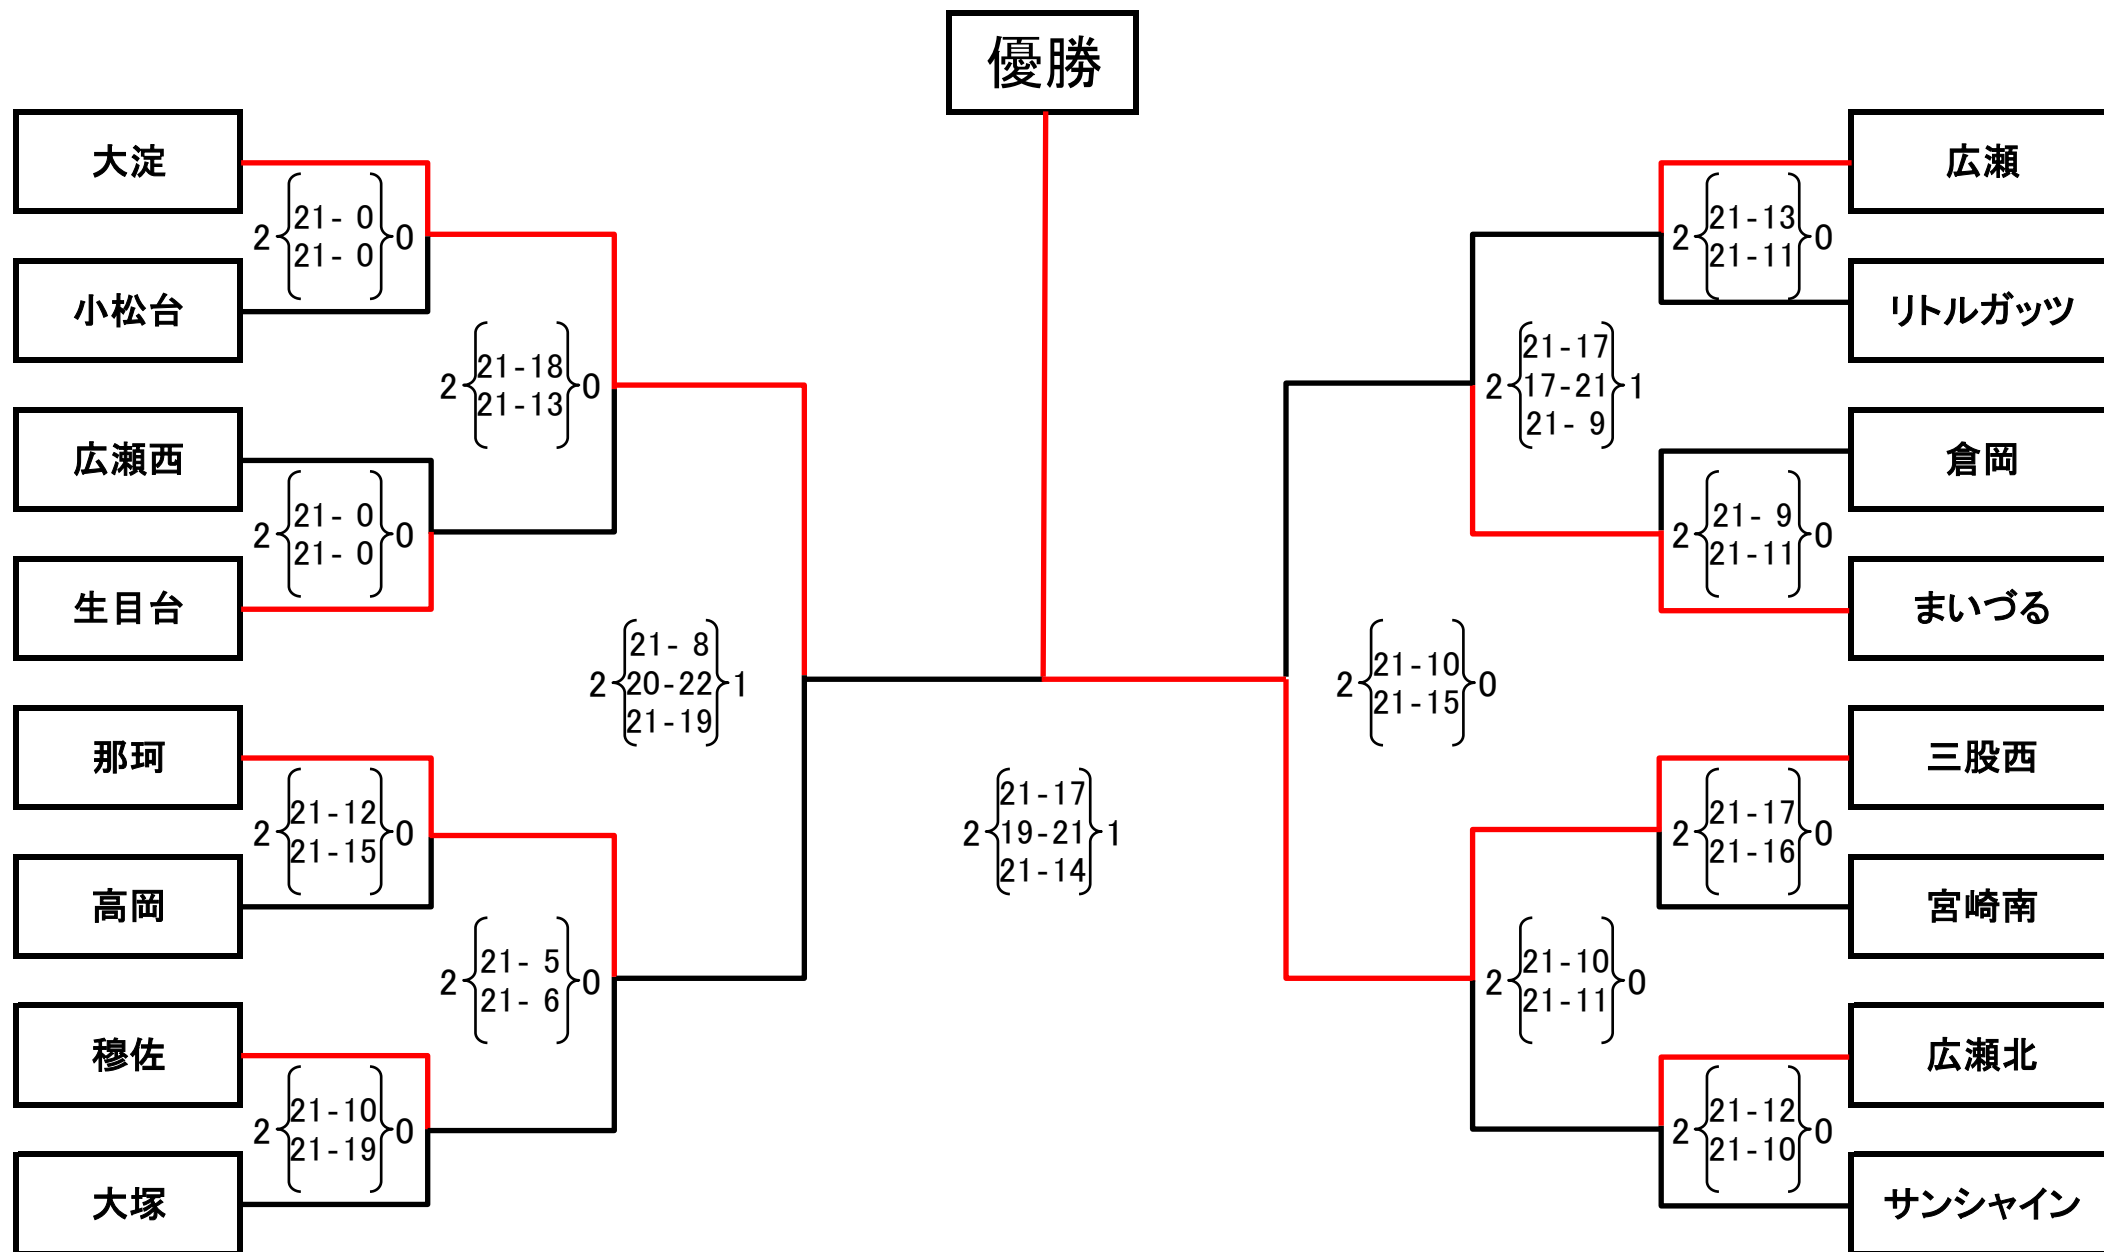 優勝
大淀
21- 0
2 0
21- 0
小松台
21-18
2 0
21-13
広瀬西
21- 0
2 0
21- 0
生目台
21- 8
2 20-22 1
21-19
那珂
21-12
2 0
21-15
高岡
21- 5
2 0
21- 6
穆佐
21-10
2 0
21-19
大塚
21-17
2 19-21 1
21-14
広瀬
21-13
2 0
21-11
リトルガッツ
21-17
2 17-21 1
21- 9
倉岡
21- 9
2 0
21-11
まいづる
21-10
2 0
21-15
三股西
21-17
2 0
21-16
宮崎南
21-10
2 0
21-11
広瀬北
21-12
2 0
21-10
サンシャイン